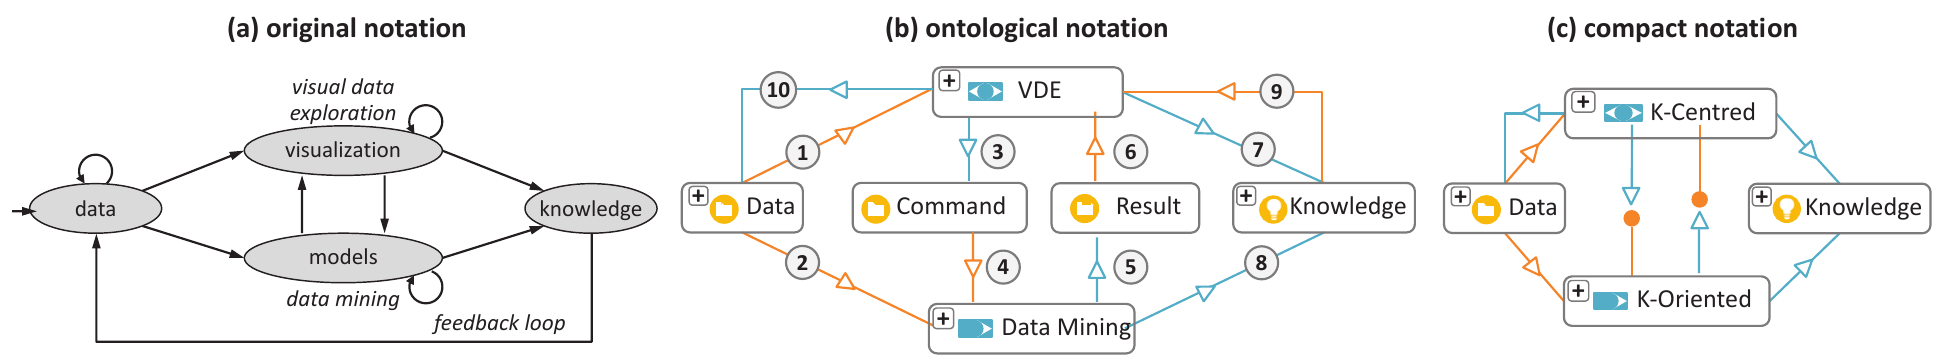 (a) original notation
visual data
exploration
visualization
data
knowledge
models
data mining
feedback loop
(b) ontological notation
10
+ VDE
9
1
3
6
7
+ Data
Command
Result
+ Knowledge
2
4
5
8
+ Data Mining
(c) compact notation
+ K-Centred
+ Data
+ Knowledge
+ K-Oriented